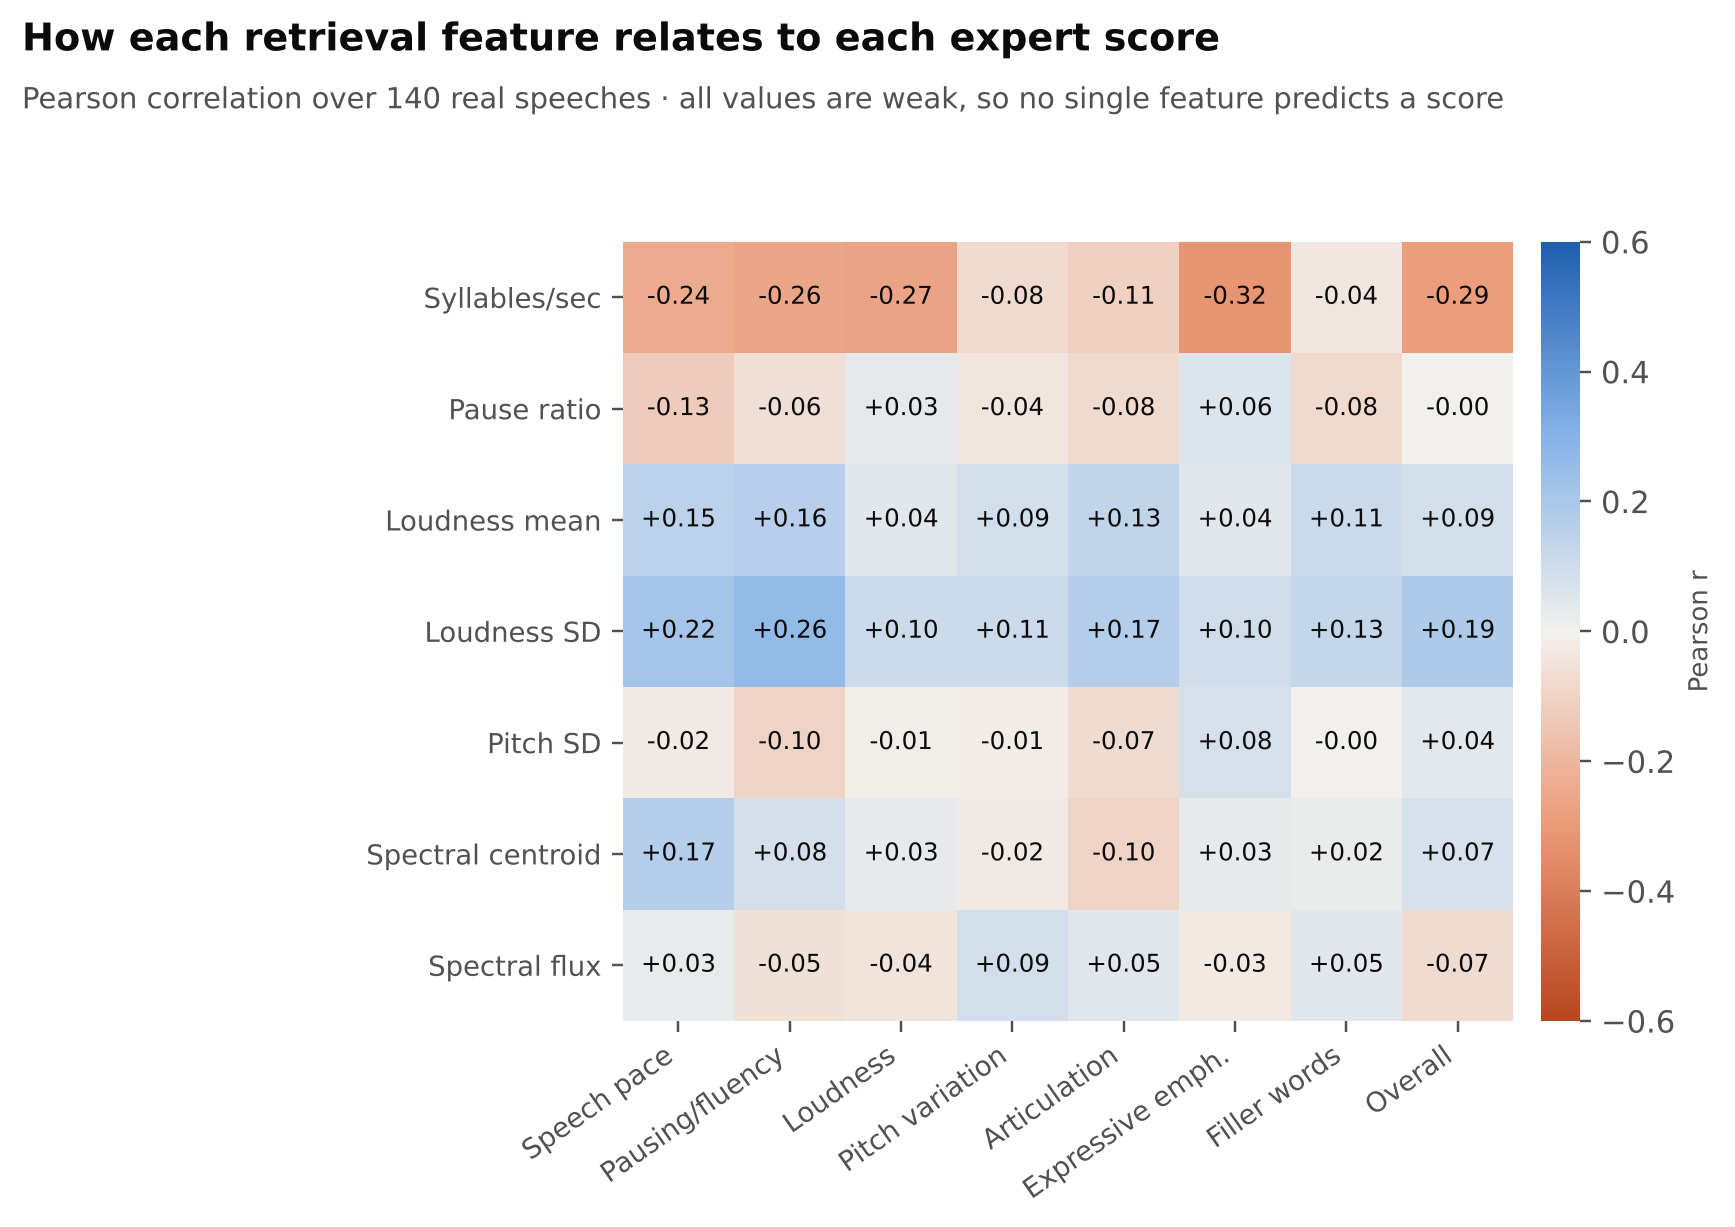 How each retrieval feature relates to each expert score
Pearson correlation over 140 real speeches · all values are weak, so no single feature predicts a score
Syllables/sec -0.24 -0.26 -0.27 -0.08 -0.11 -0.32 -0.04 -0.29
Pause ratio -0.13 -0.06 +0.03 -0.04 -0.08 +0.06 -0.08 -0.00
Loudness mean +0.15 +0.16 +0.04 +0.09 +0.13 +0.04 +0.11 +0.09
Loudness SD +0.22 +0.26 +0.10 +0.11 +0.17 +0.10 +0.13 +0.19
Pitch SD -0.02 -0.10 -0.01 -0.01 -0.07 +0.08 -0.00 +0.04
Spectral centroid +0.17 +0.08 +0.03 -0.02 -0.10 +0.03 +0.02 +0.07
Spectral flux +0.03 -0.05 -0.04 +0.09 +0.05 -0.03 +0.05 -0.07
Speech pace
Pausing/fluency
Loudness
Pitch variation
Articulation
Expressive emph.
Filler words
Overall
0.6
0.4
0.2
0.0
−0.2
−0.4
−0.6
Pearson r